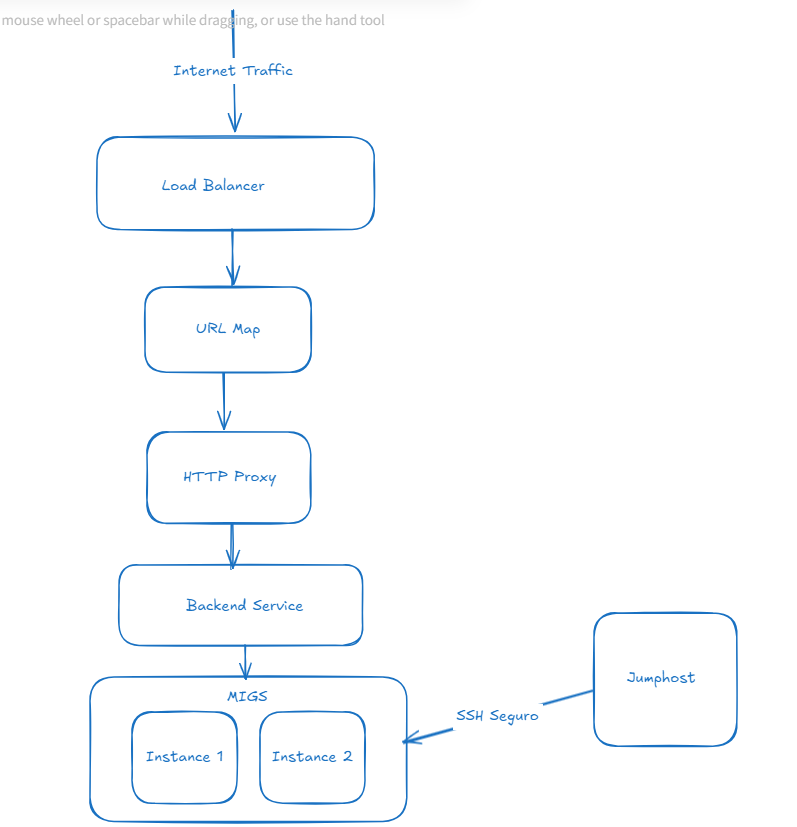 mouse wheel or spacebar while dragging, or use the hand tool
Internet Traffic
Load Balancer
URL Map
HTTP Proxy
Backend Service
MIGS
Instance 1
Instance 2
SSH Seguro
Jumphost